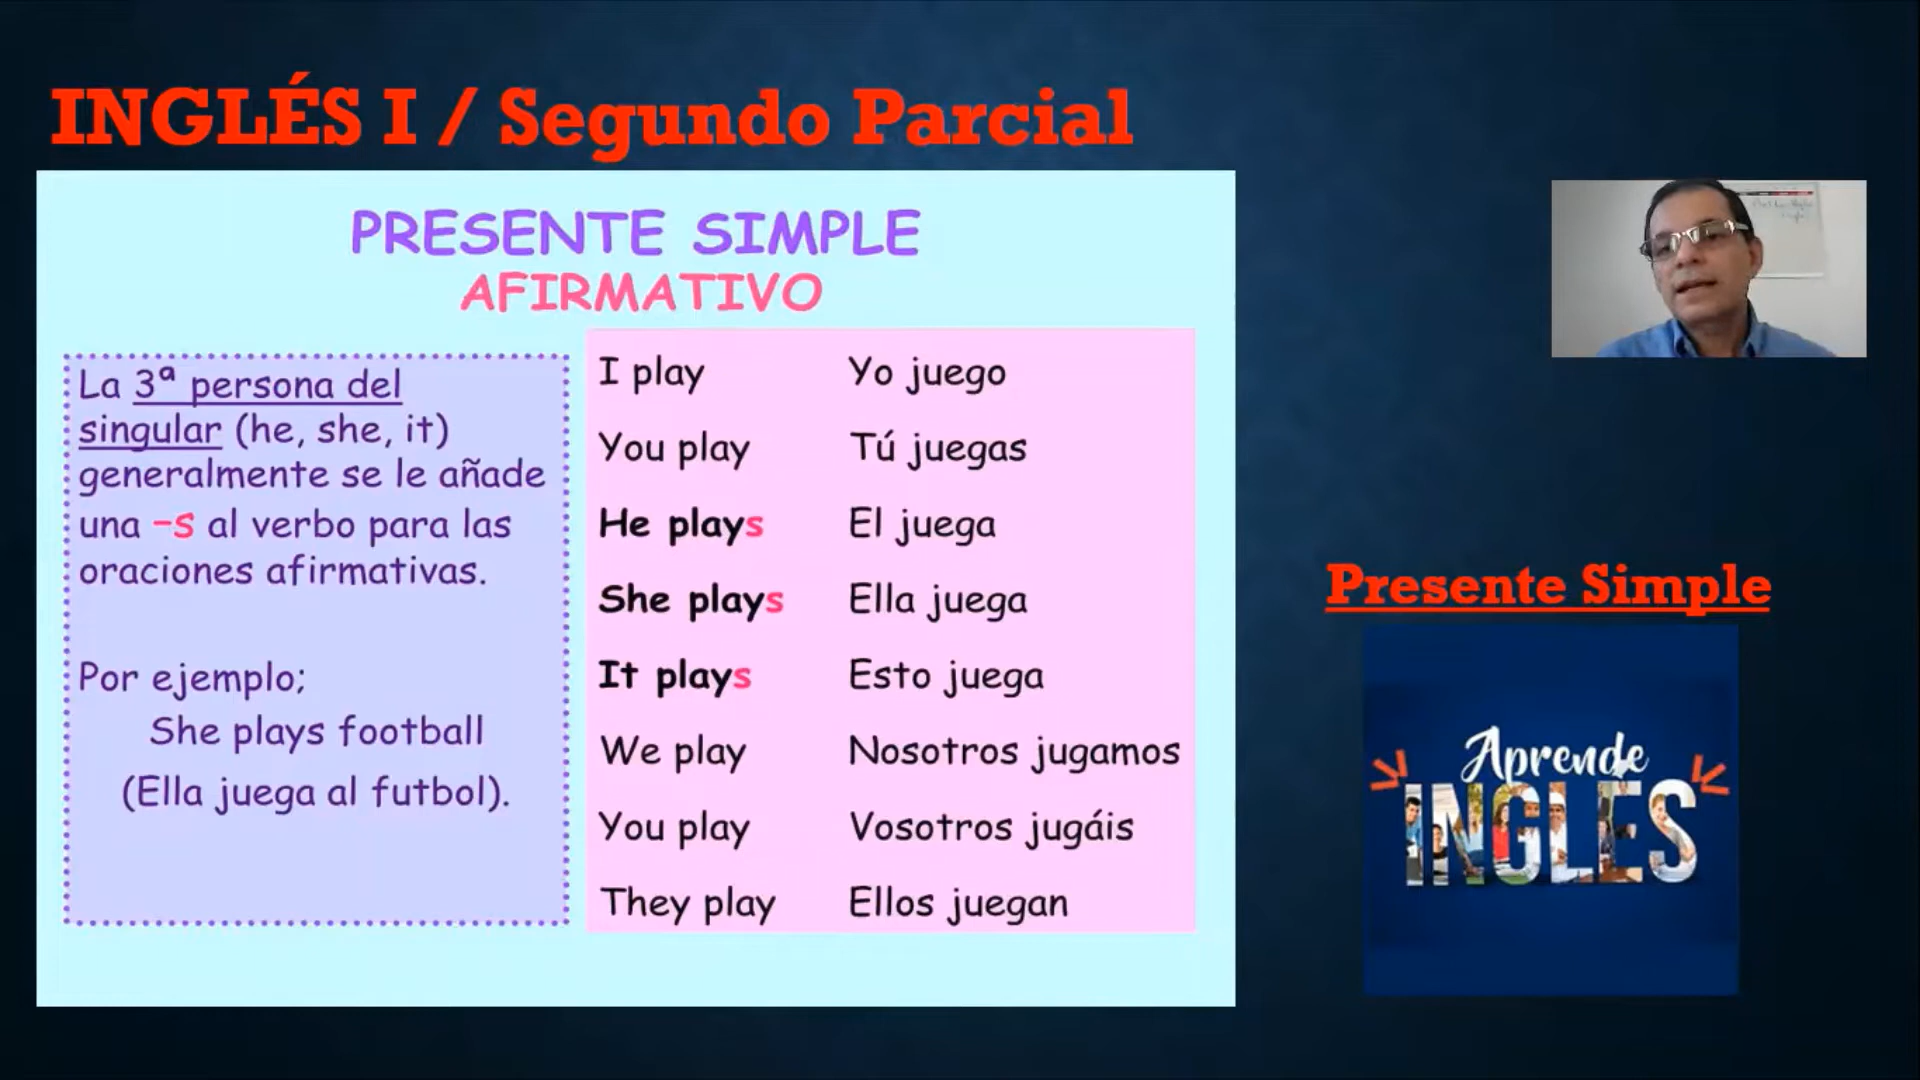 INGLÉS I / Segundo Parcial
PRESENTE SIMPLE
AFIRMATIVO
La 3ª persona del
singular (he, she, it)
generalmente se le añade
una -s al verbo para las
oraciones afirmativas.
Por ejemplo;
She plays football
(Ella juega al futbol).
I play Yo juego
You play Tú juegas
He plays El juega
She plays Ella juega
It plays Esto juega
We play Nosotros jugamos
You play Vosotros jugáis
They play Ellos juegan
Presente Simple
Aprende
INGLÉS